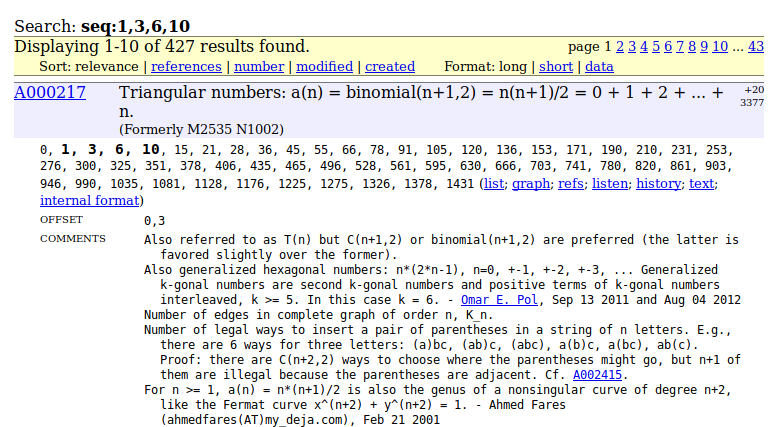 Search: seq:1,3,6,10
Displaying 1-10 of 427 results found.
page 1 2 3 4 5 6 7 8 9 10 ... 43
Sort: relevance | references | number | modified | created
Format: long | short | data
A000217
Triangular numbers: a(n) = binomial(n+1,2) = n(n+1)/2 = 0 + 1 + 2 + ... +
n.
(Formerly M2535 N1002)
+20
3377
0, 1, 3, 6, 10, 15, 21, 28, 36, 45, 55, 66, 78, 91, 105, 120, 136, 153, 171, 190, 210, 231, 253,
276, 300, 325, 351, 378, 406, 435, 465, 496, 528, 561, 595, 630, 666, 703, 741, 780, 820, 861, 903,
946, 990, 1035, 1081, 1128, 1176, 1225, 1275, 1326, 1378, 1431 (list; graph; refs; listen; history; text;
internal format)
OFFSET
0,3
COMMENTS
Also referred to as T(n) but C(n+1,2) or binomial(n+1,2) are preferred (the latter is
favored slightly over the former).
Also generalized hexagonal numbers: n*(2*n-1), n=0, +-1, +-2, +-3, ... Generalized
k-gonal numbers are second k-gonal numbers and positive terms of k-gonal numbers
interleaved, k >= 5. In this case k = 6. - Omar E. Pol, Sep 13 2011 and Aug 04 2012
Number of edges in complete graph of order n, K_n.
Number of legal ways to insert a pair of parentheses in a string of n letters. E.g.,
there are 6 ways for three letters: (a)bc, (ab)c, (abc), a(b)c, a(bc), ab(c).
Proof: there are C(n+2,2) ways to choose where the parentheses might go, but n+1 of
them are illegal because the parentheses are adjacent. Cf. A002415.
For n >= 1, a(n) = n*(n+1)/2 is also the genus of a nonsingular curve of degree n+2,
like the Fermat curve x^(n+2) + y^(n+2) = 1. - Ahmed Fares
(ahmedfares(AT)my_deja.com), Feb 21 2001